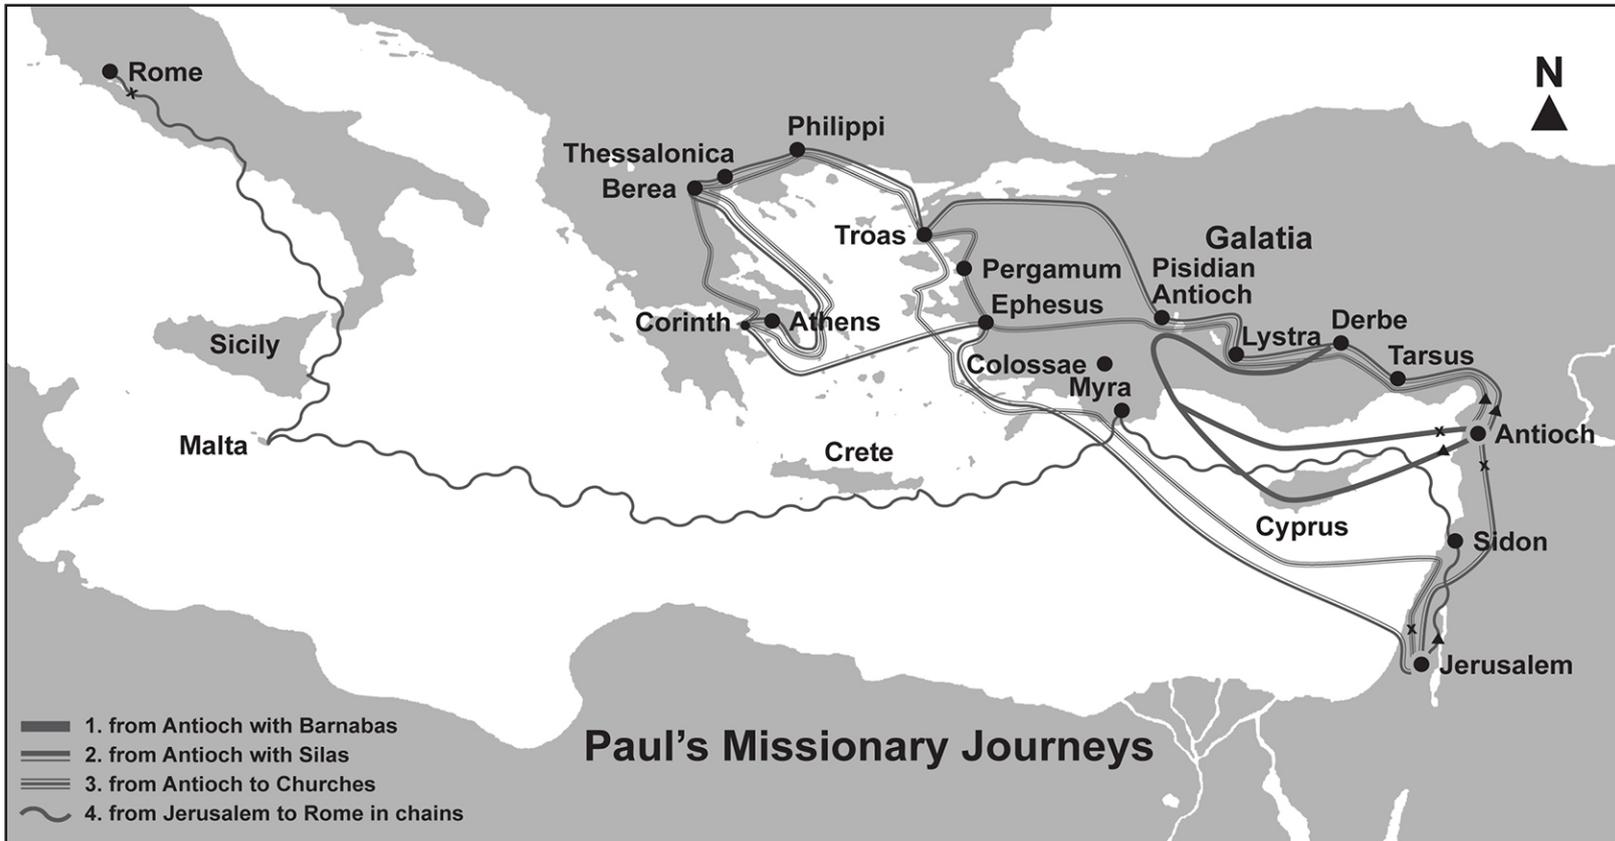 Rome
N
Philippi
Thessalonica
Berea
Troas
Galatia
Pergamum
Pisidian
Antioch
Ephesus
Corinth
Athens
Lystra
Derbe
Sicily
Colossae
Tarsus
Myra
Malta
Crete
Antioch
Cyprus
Sidon
Jerusalem
Paul’s Missionary Journeys
1. from Antioch with Barnabas
2. from Antioch with Silas
3. from Antioch to Churches
4. from Jerusalem to Rome in chains